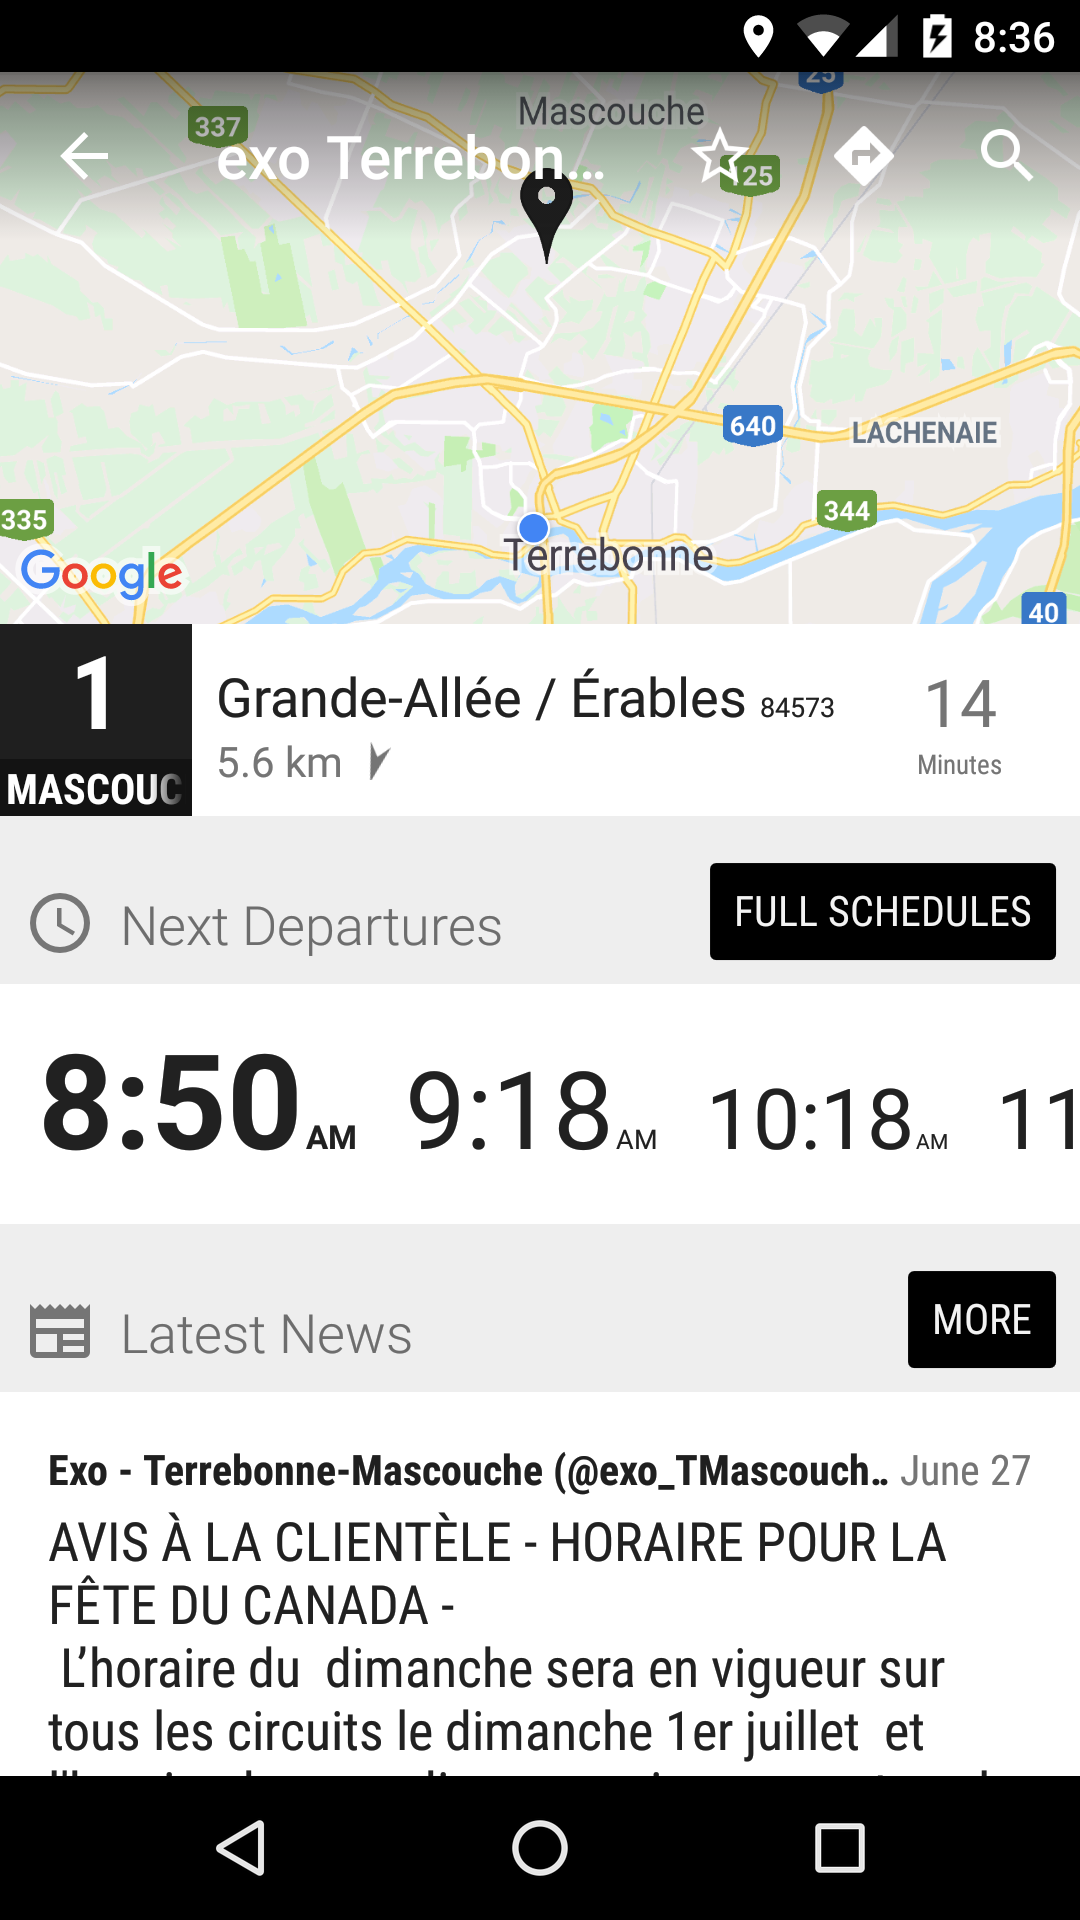 8:36
25
Mascouche
337
exo Terrebon...
125
640
LACHENAIE
335
344
Terrebonne
Google
40
1
MASCOUC
Grande-Allée / Érables 84573
5.6 km
14
Minutes
Next Departures
FULL SCHEDULES
8:50 AM 9:18 AM 10:18 AM 11
Latest News
MORE
Exo - Terrebonne-Mascouche (@exo_TMascouch... June 27
AVIS À LA CLIENTÈLE - HORAIRE POUR LA
FÊTE DU CANADA -
L’horaire du dimanche sera en vigueur sur
tous les circuits le dimanche 1er juillet et